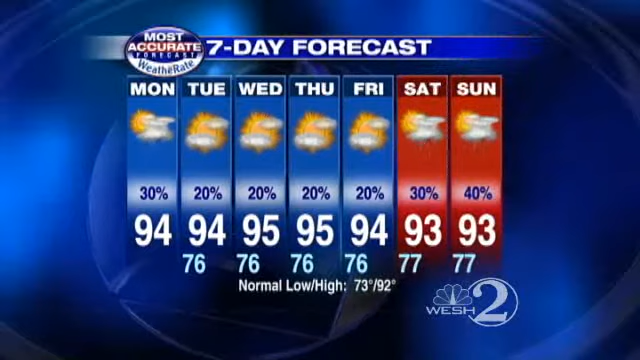 MOST
ACCURATE
FORECAST
WeatheRate
7-DAY FORECAST
MON TUE WED THU FRI SAT SUN
30% 20% 20% 20% 20% 30% 40%
94 94 95 95 94 93 93
76 76 76 76 77 77
Normal Low/High: 73°/92°
WESH 2